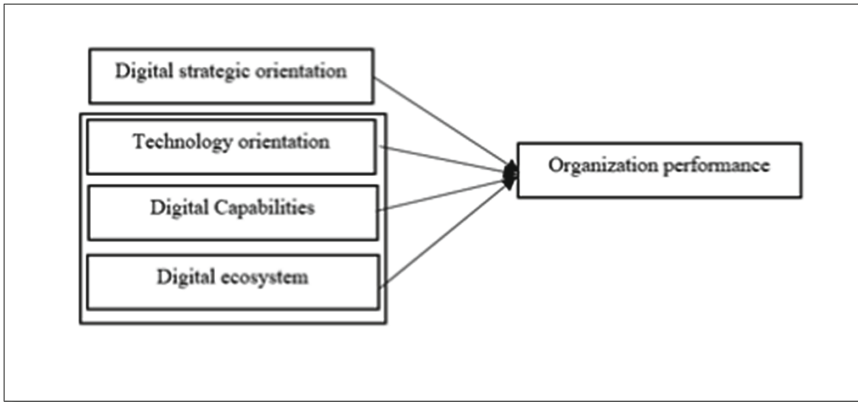 Digital strategic orientation
Technology orientation
Digital Capabilities
Digital ecosystem
Organization performance